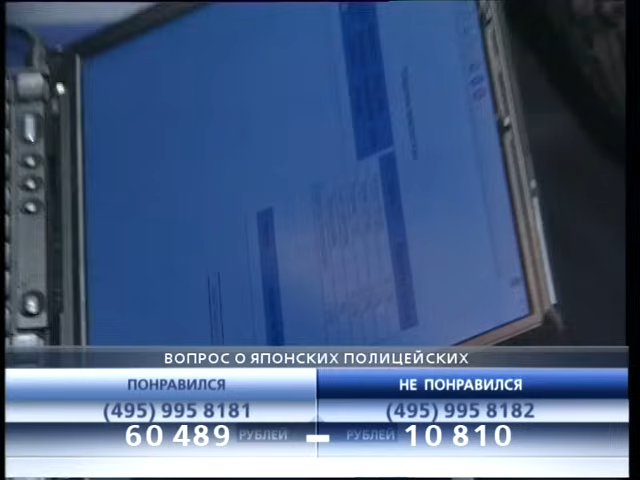 ВОПРОС О ЯПОНСКИХ ПОЛИЦЕЙСКИХ
ПОНРАВИЛСЯ НЕ ПОНРАВИЛСЯ
(495) 995 8181 (495) 995 8182
60 489 РУБЛЕЙ – РУБЛЕЙ 10 810